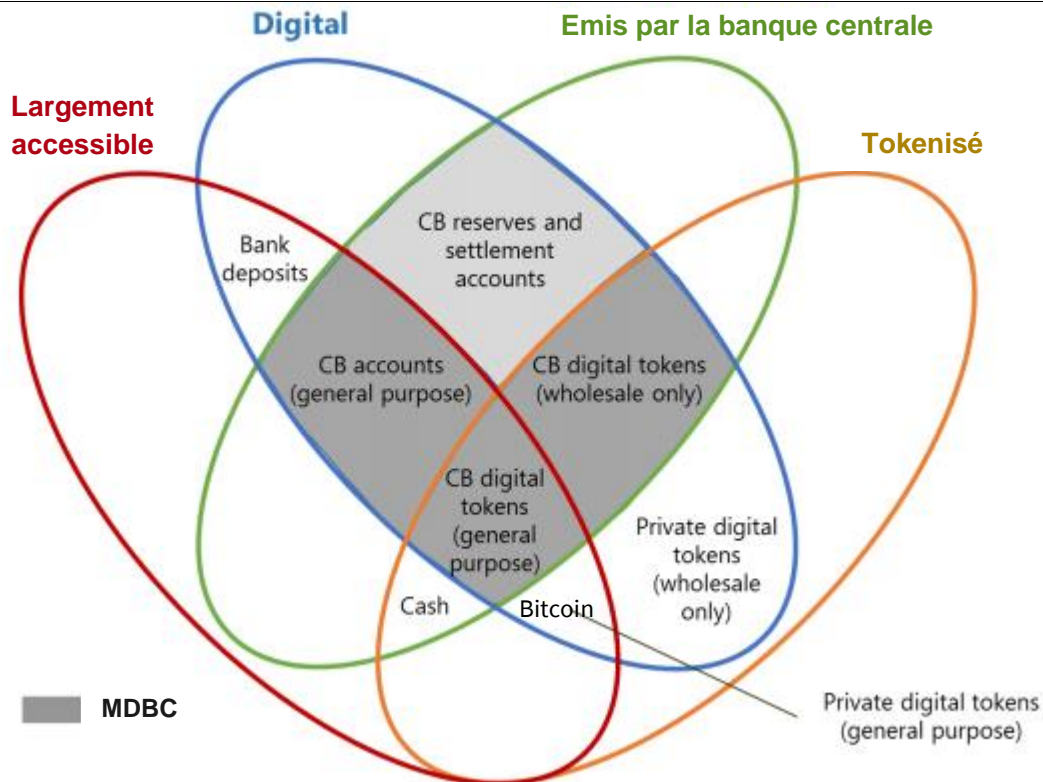 Digital
Emis par la banque centrale
Largement
accessible
Tokenisé
Bank
deposits
CB reserves and
settlement
accounts
CB accounts
(general purpose)
CB digital tokens
(wholesale only)
CB digital
tokens
(general
purpose)
Private digital
tokens
(wholesale
only)
Cash
Bitcoin
MDBC
Private digital tokens
(general purpose)